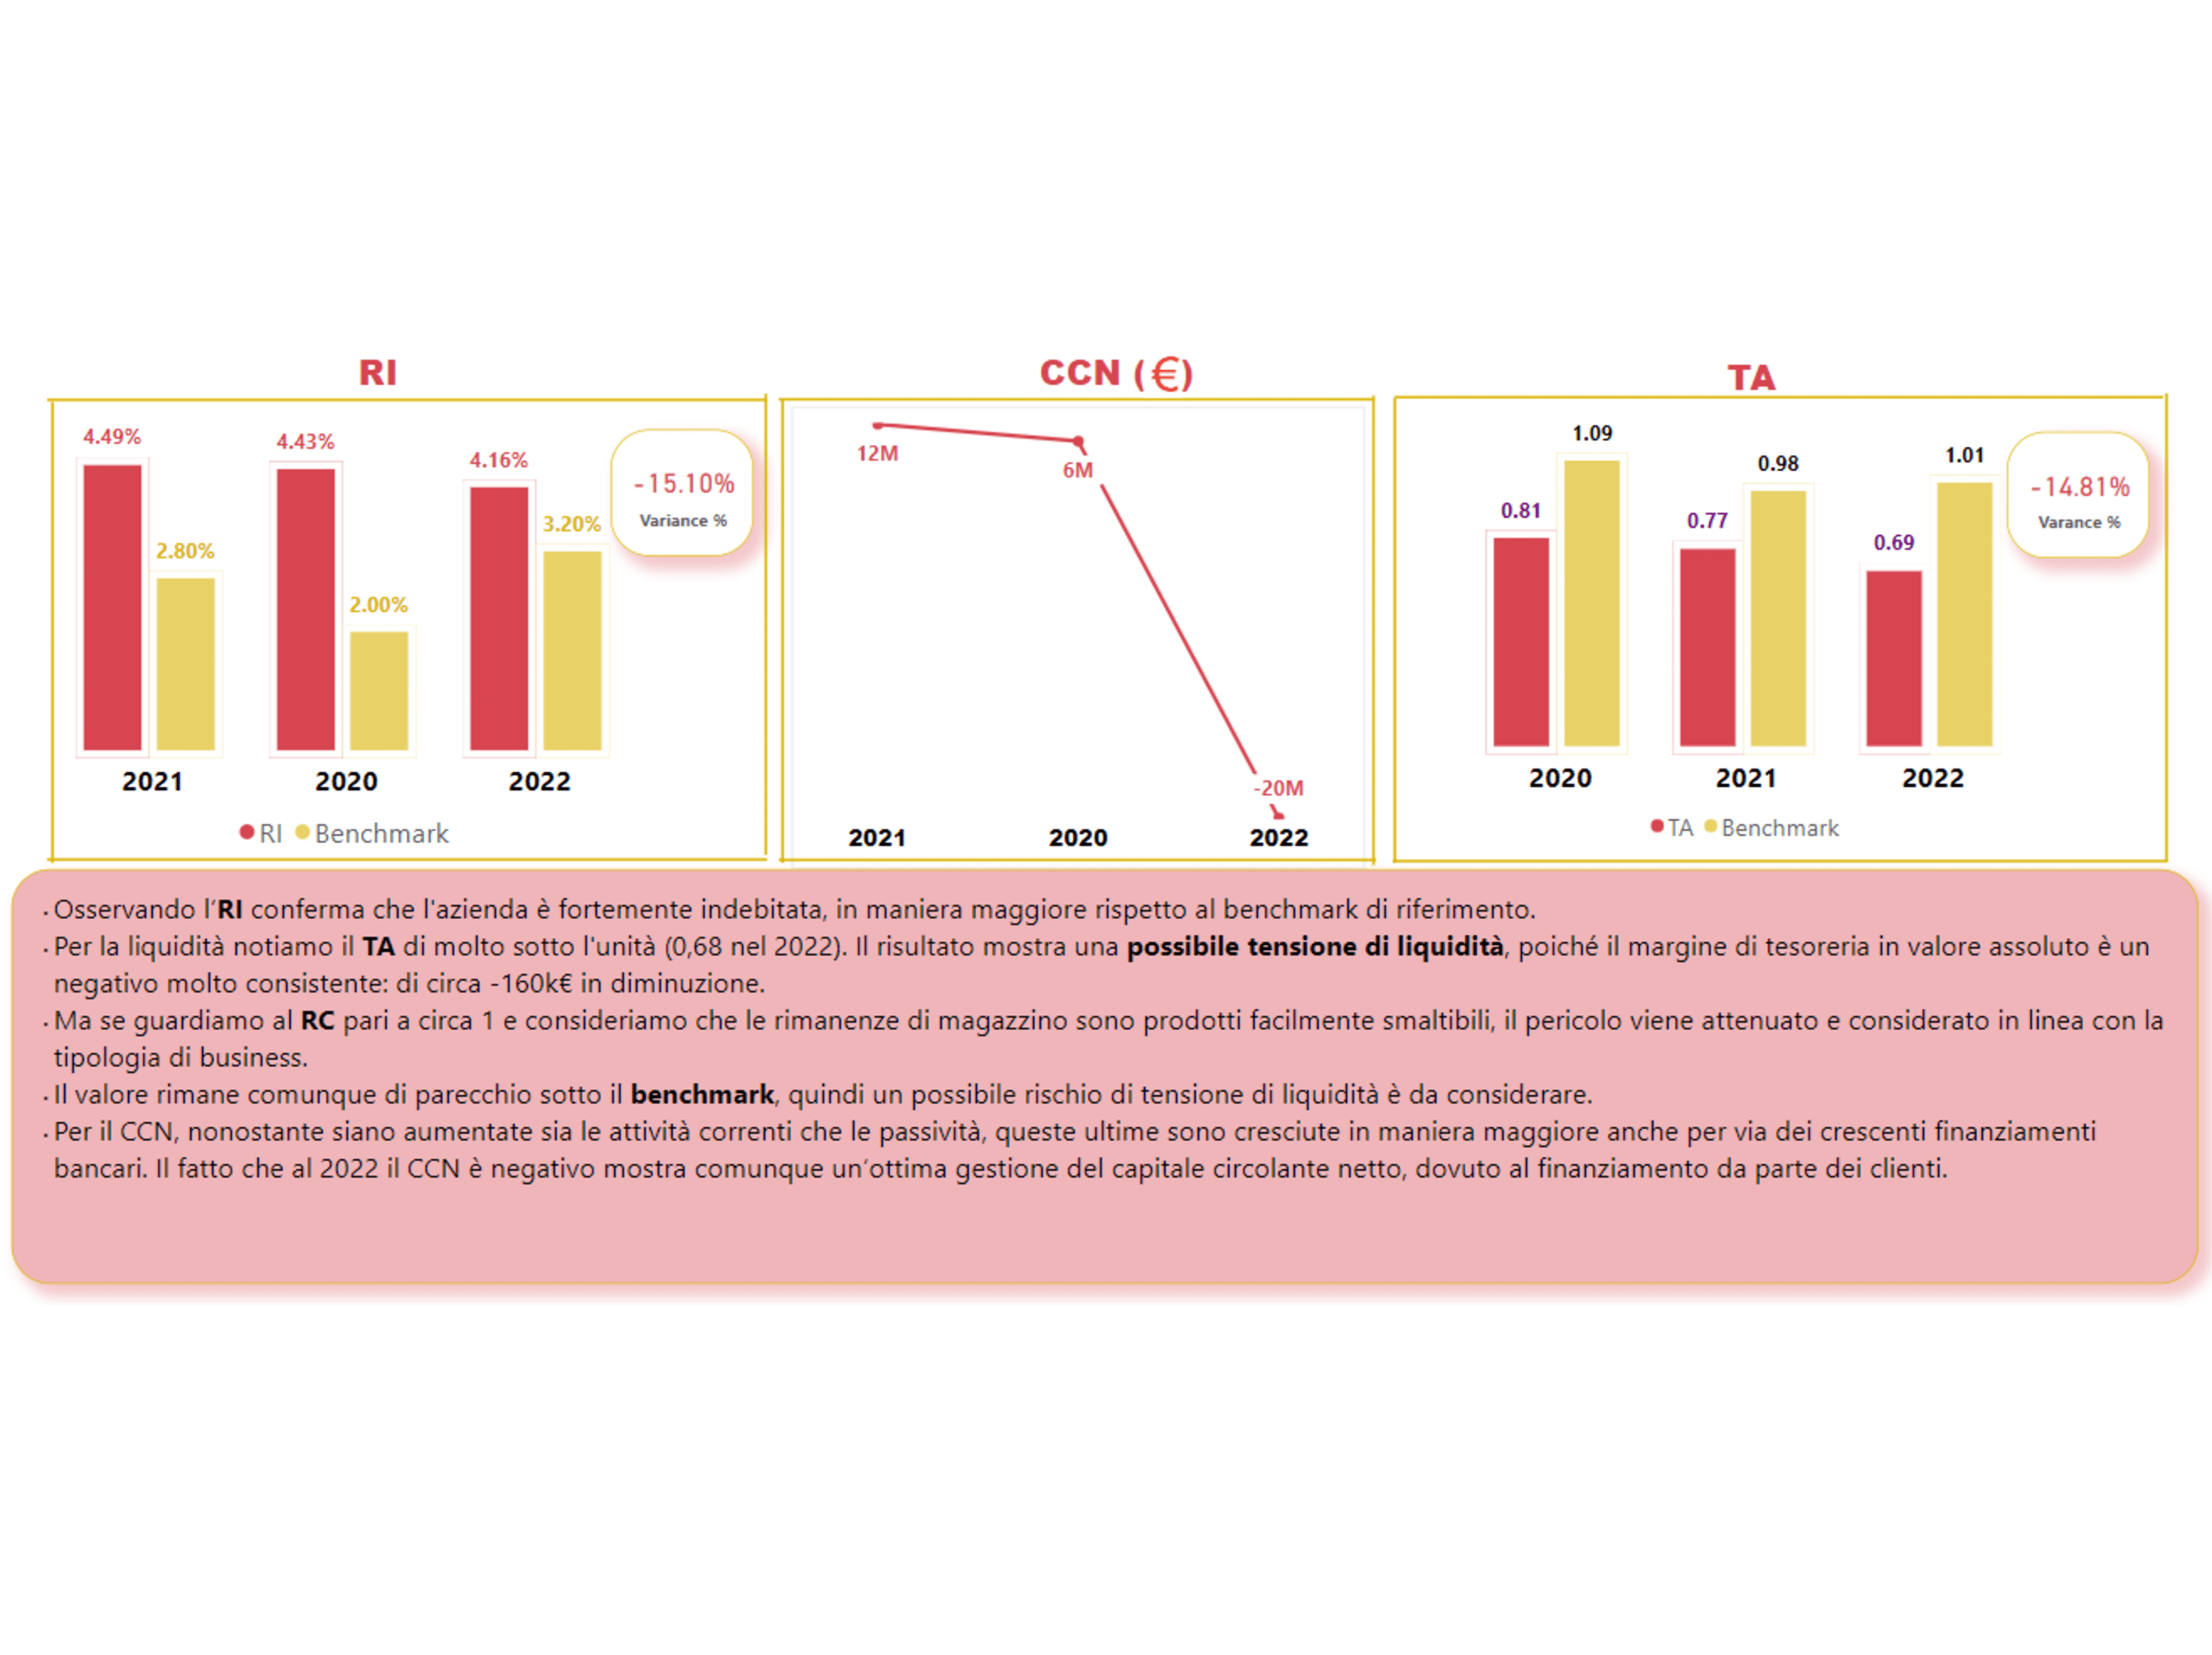 RI
4.49%
2.80%
4.43%
2.00%
4.16%
3.20%
-15.10%
Variance %
2021 2020 2022
RI Benchmark
CCN (€)
12M
6M
-20M
2021 2020 2022
TA
0.81
1.09
0.77
0.98
0.69
1.01
-14.81%
Varance %
2020 2021 2022
TA Benchmark
· Osservando l'RI conferma che l'azienda è fortemente indebitata, in maniera maggiore rispetto al benchmark di riferimento.
· Per la liquidità notiamo il TA di molto sotto l'unità (0,68 nel 2022). Il risultato mostra una possibile tensione di liquidità, poiché il margine di tesoreria in valore assoluto è un
negativo molto consistente: di circa -160k€ in diminuzione.
· Ma se guardiamo al RC pari a circa 1 e consideriamo che le rimanenze di magazzino sono prodotti facilmente smaltibili, il pericolo viene attenuato e considerato in linea con la
tipologia di business.
· Il valore rimane comunque di parecchio sotto il benchmark, quindi un possibile rischio di tensione di liquidità è da considerare.
· Per il CCN, nonostante siano aumentate sia le attività correnti che le passività, queste ultime sono cresciute in maniera maggiore anche per via dei crescenti finanziamenti
bancari. Il fatto che al 2022 il CCN è negativo mostra comunque un'ottima gestione del capitale circolante netto, dovuto al finanziamento da parte dei clienti.